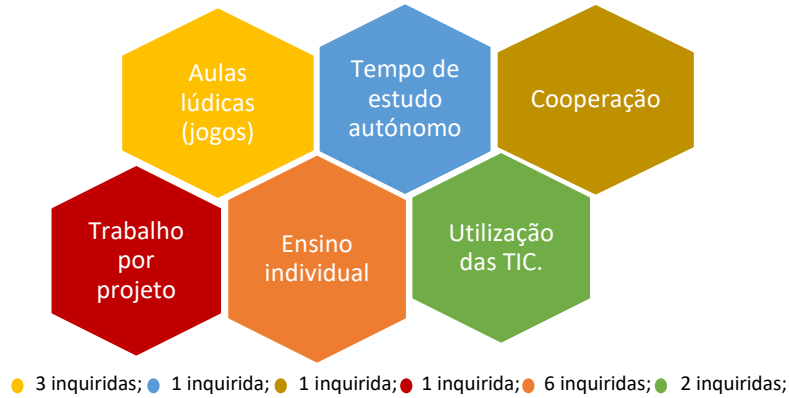 Aulas
lúdicas
(jogos)
Tempo de
estudo
autónomo
Cooperação
Trabalho
por
projeto
Ensino
individual
Utilização
das TIC.
3 inquiridas; 1 inquirida; 1 inquirida; 1 inquirida; 6 inquiridas; 2 inquiridas;